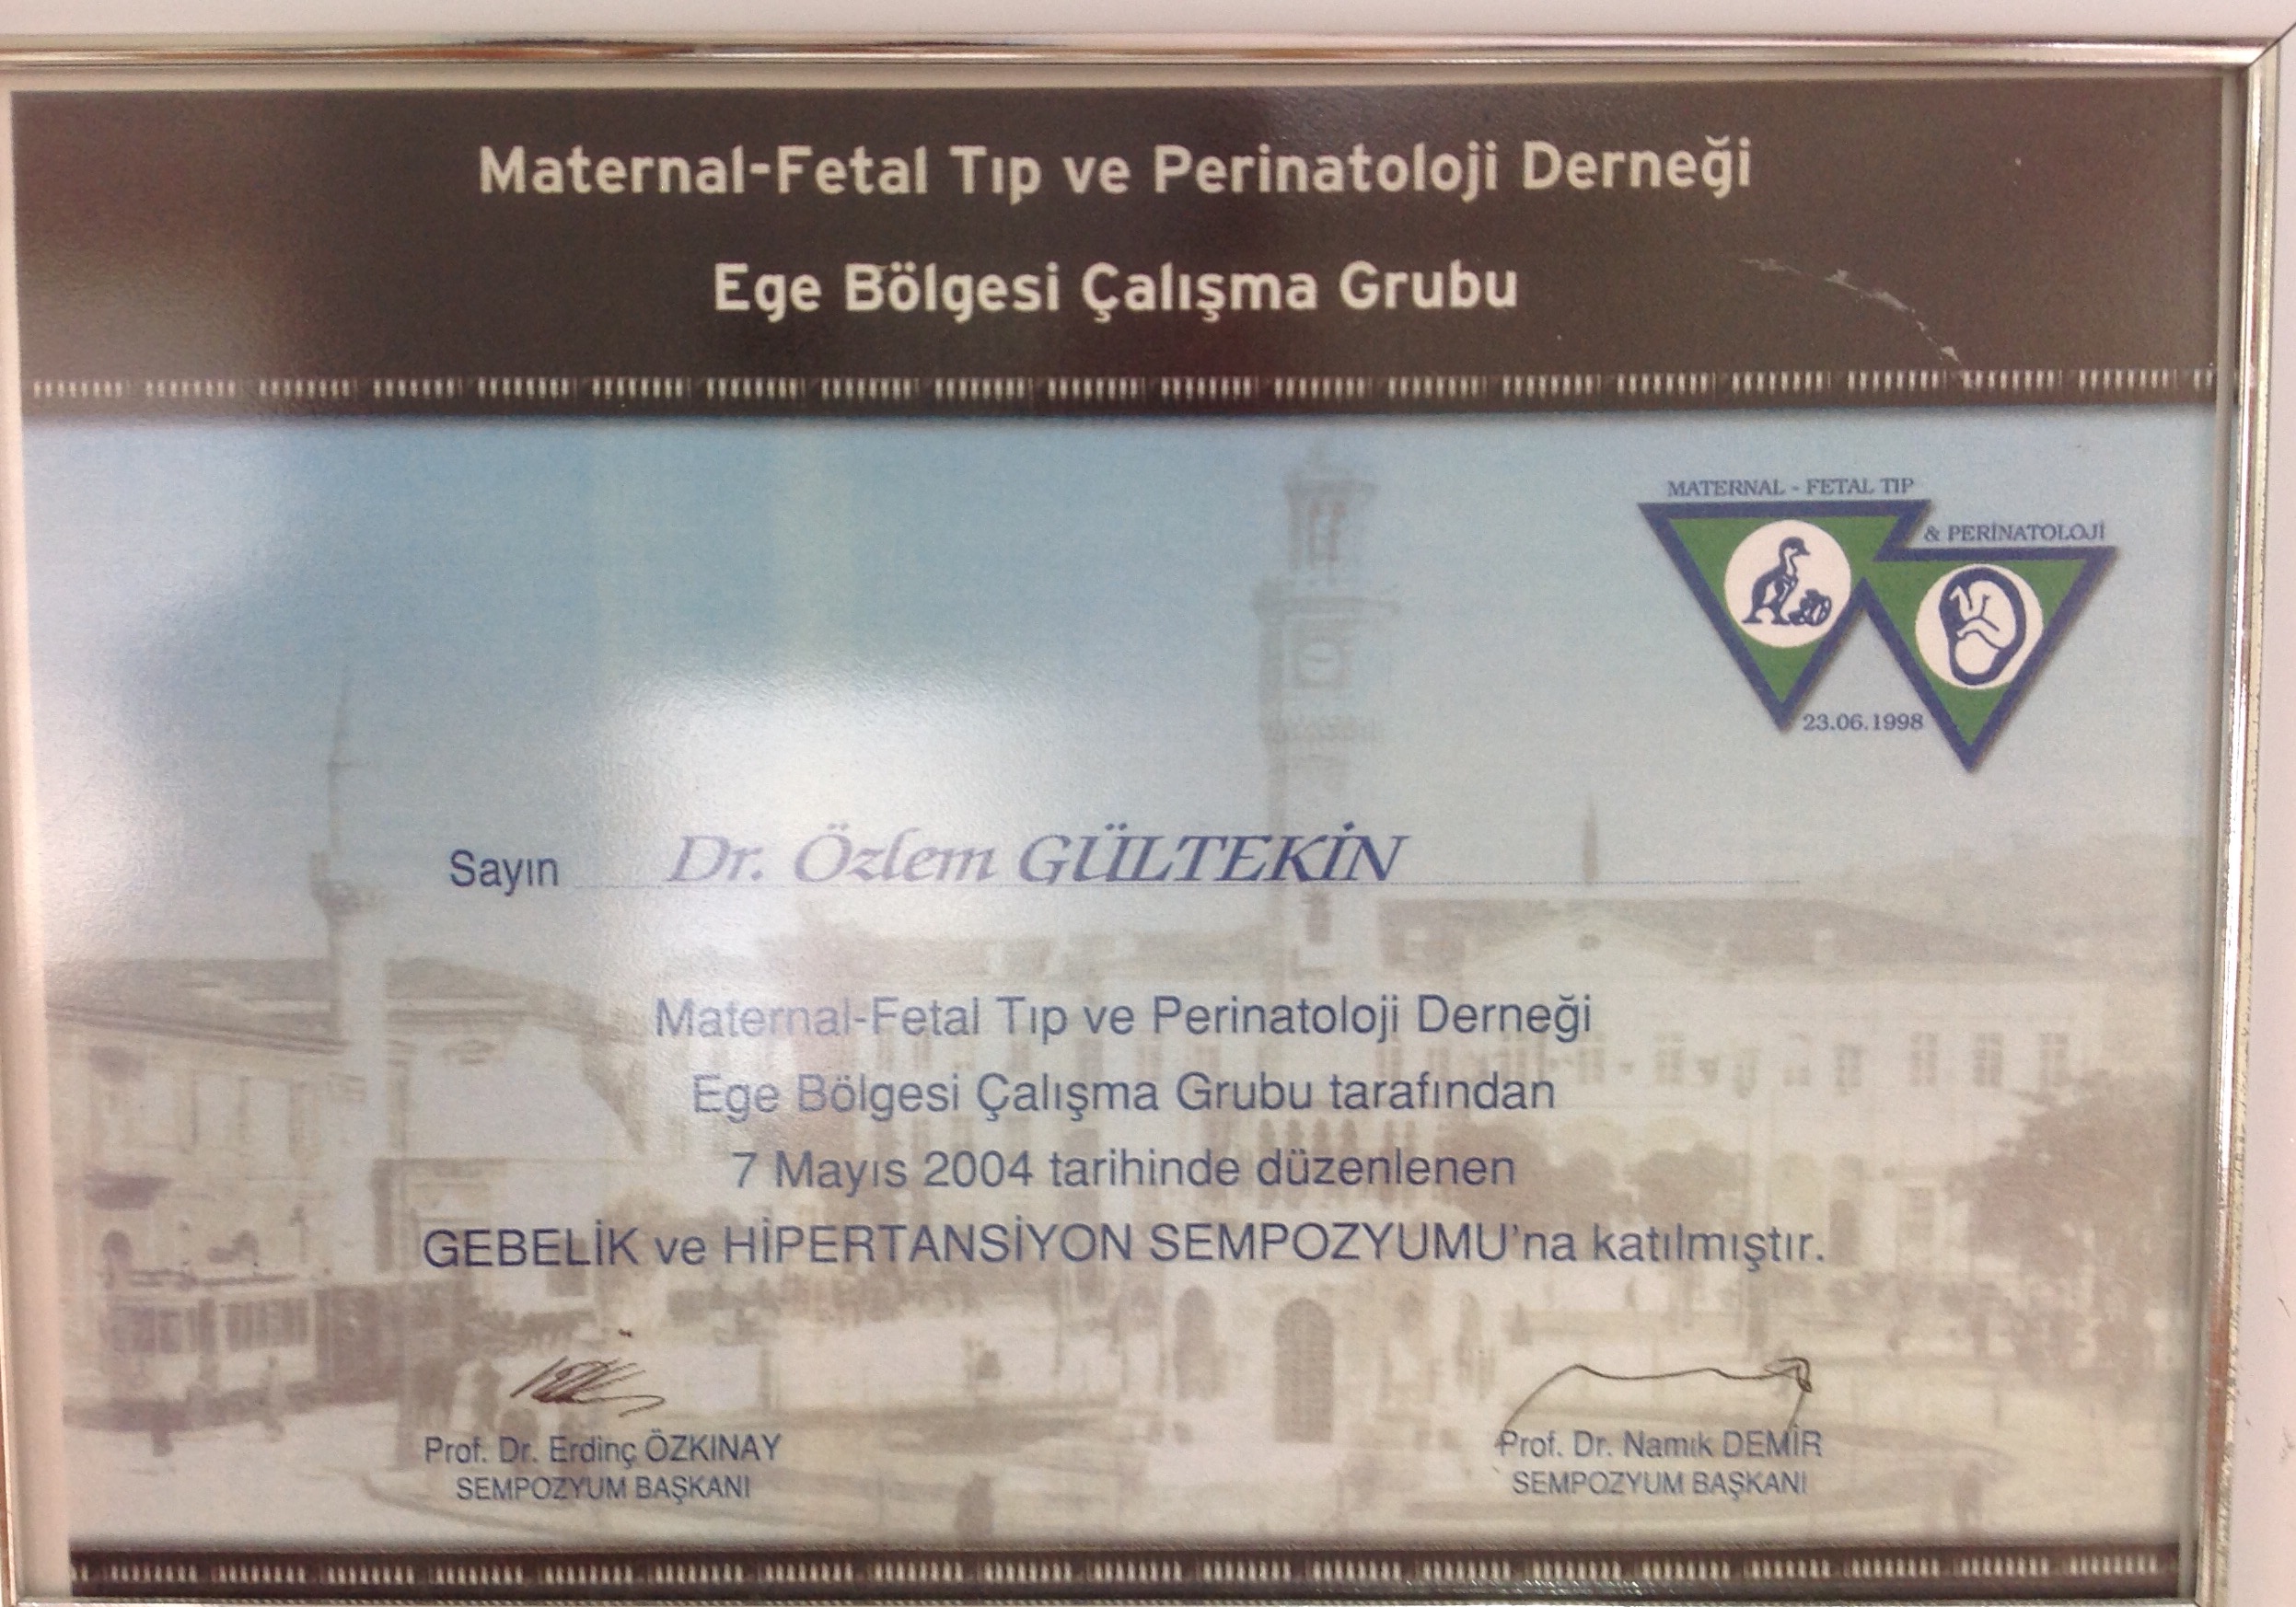 Maternal-Fetal Tıp ve Perinatoloji Derneği
Ege Bölgesi Çalışma Grubu
MATERNAL - FETAL TIP
& PERİNATOLOJİ
23.06.1998
Sayın Dr. Özlem GÜLTEKİN
Maternal-Fetal Tıp ve Perinatoloji Derneği
Ege Bölgesi Çalışma Grubu tarafından
7 Mayıs 2004 tarihinde düzenlenen
GEBELİK ve HİPERTANSİYON SEMPOZYUMU'na katılmıştır.
Prof. Dr. Erdinç ÖZKINAY
SEMPOZYUM BAŞKANI
Prof. Dr. Namık DEMİR
SEMPOZYUM BAŞKANI